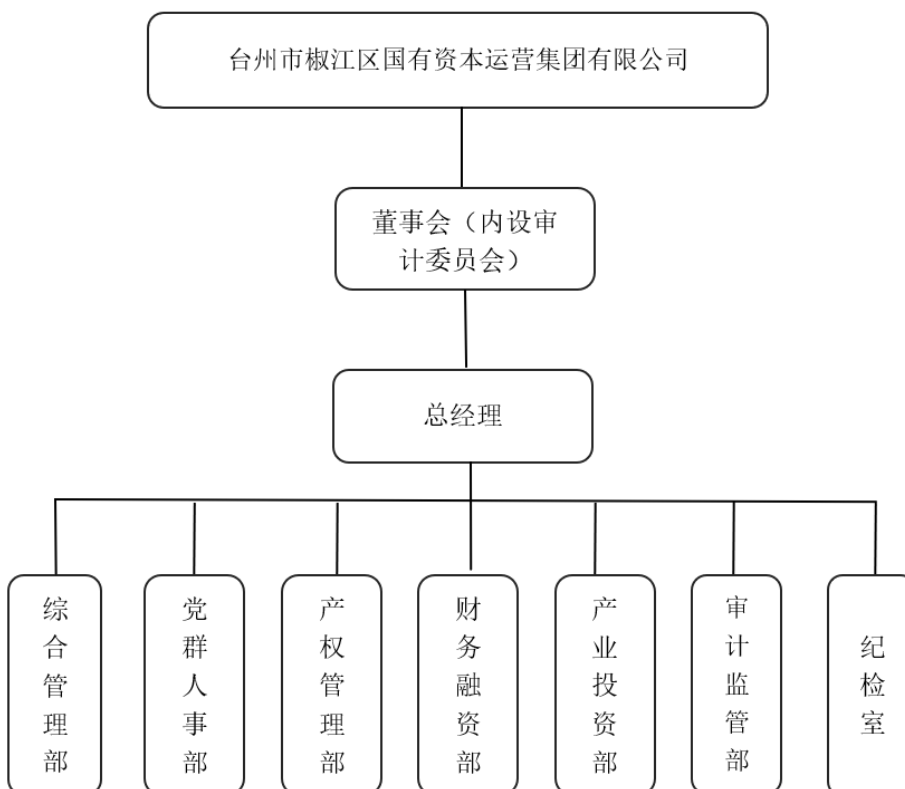 台州市椒江区国有资本运营集团有限公司
董事会（内设审
计委员会）
总经理
综合管理部
党群人事部
产权管理部
财务融资部
产业投资部
审计监管部
纪检室